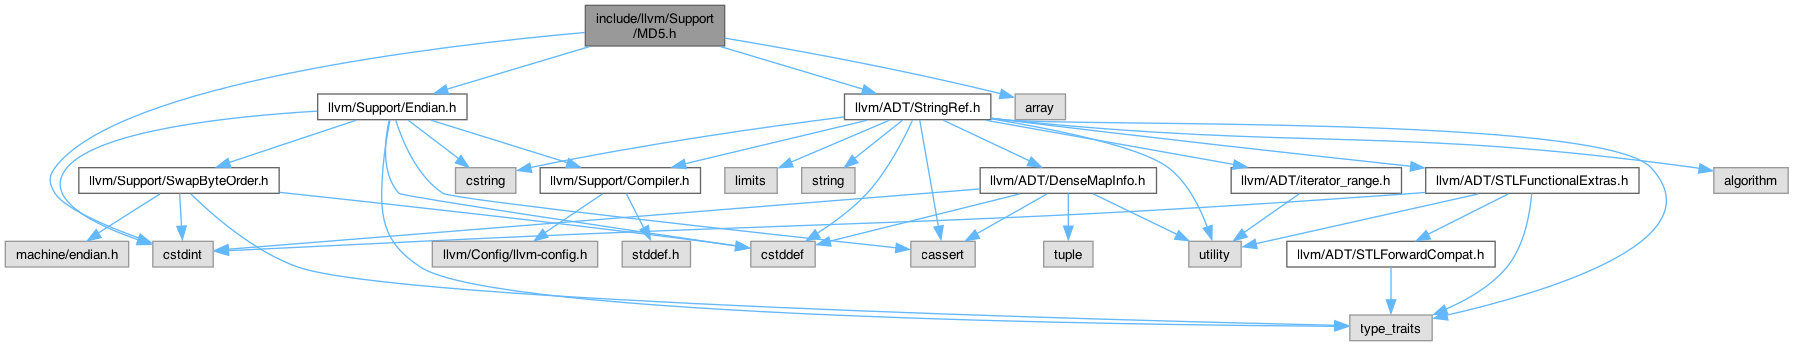 include/llvm/Support
/MD5.h
llvm/Support/Endian.h
llvm/ADT/StringRef.h
array
llvm/Support/SwapByteOrder.h
cstring
llvm/Support/Compiler.h
limits
string
llvm/ADT/DenseMapInfo.h
llvm/ADT/iterator_range.h
llvm/ADT/STLFunctionalExtras.h
algorithm
machine/endian.h
cstdint
llvm/Config/llvm-config.h
stddef.h
cstddef
cassert
tuple
utility
llvm/ADT/STLForwardCompat.h
type_traits